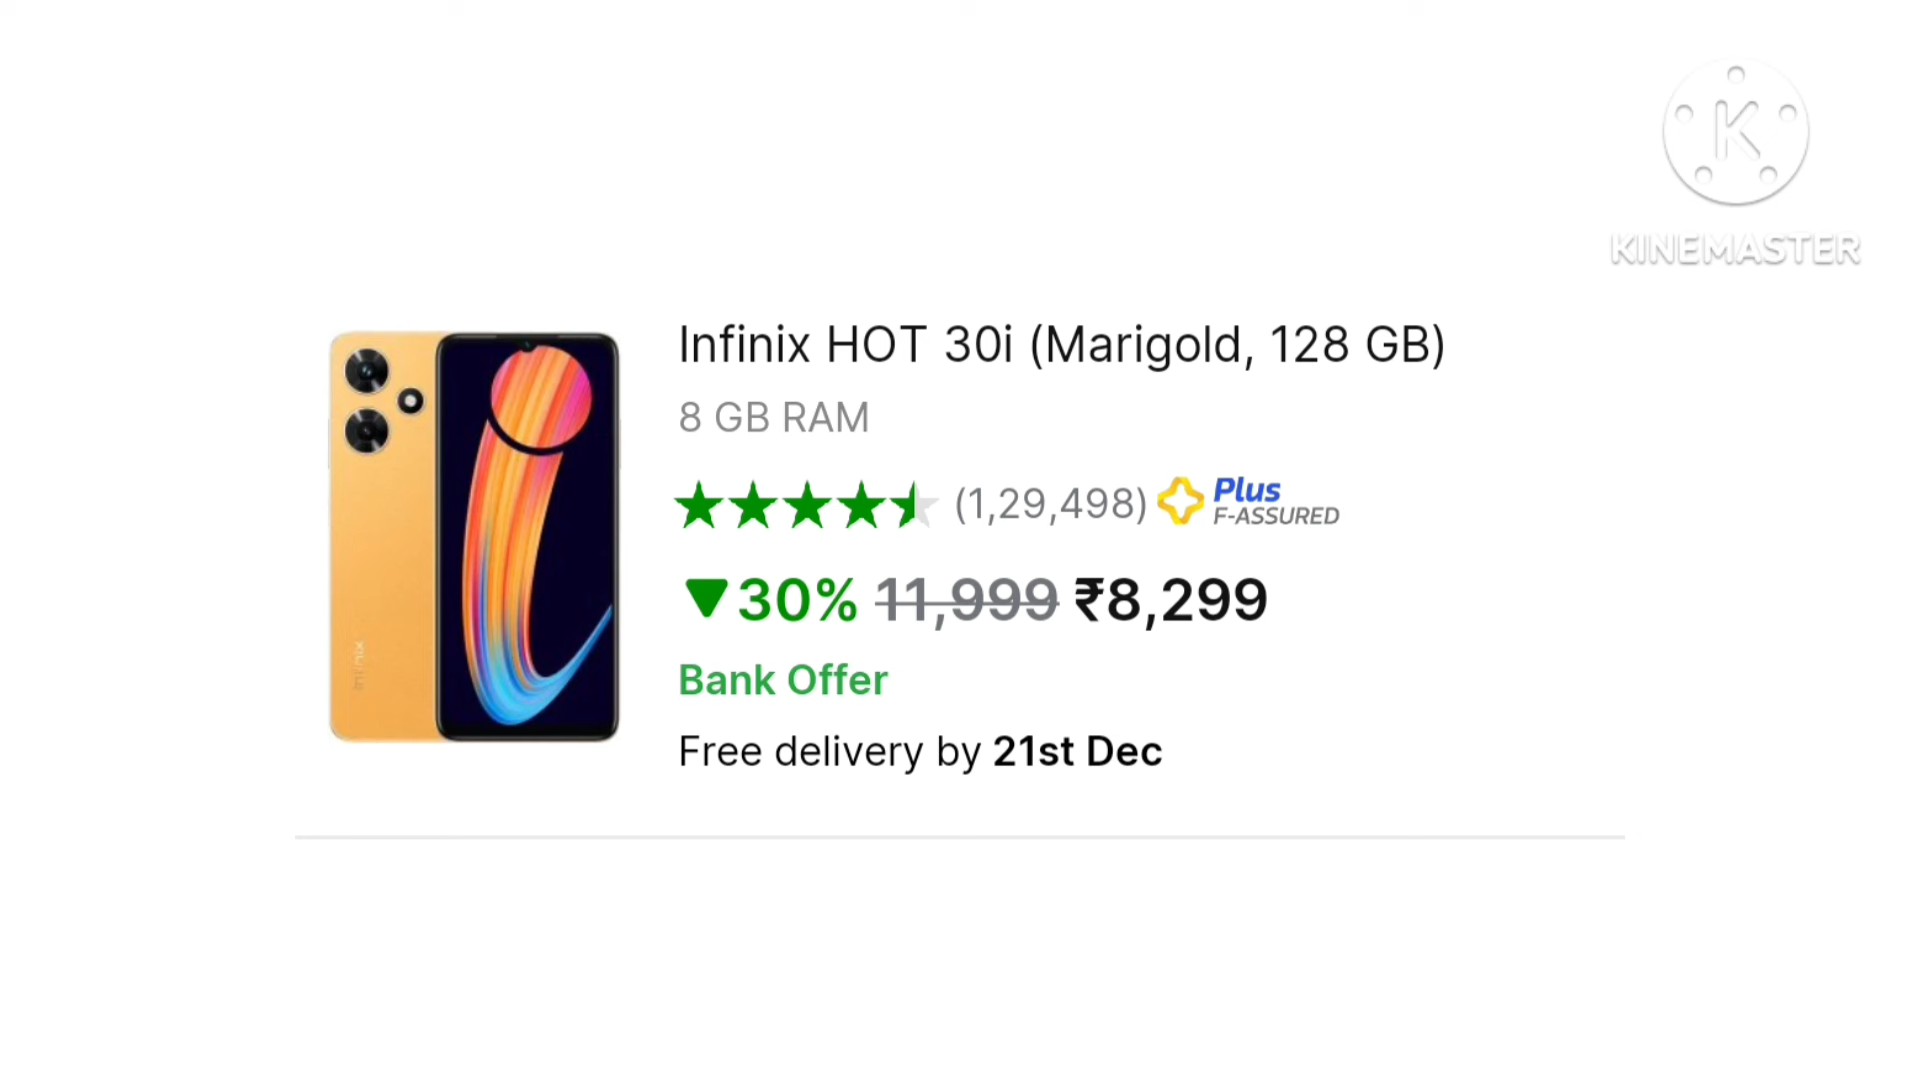 K
KINEMASTER
Infinix HOT 30i (Marigold, 128 GB)
8 GB RAM
(1,29,498) Plus F-ASSURED
▼30% 11,999 ₹8,299
Bank Offer
Free delivery by 21st Dec
Infinix